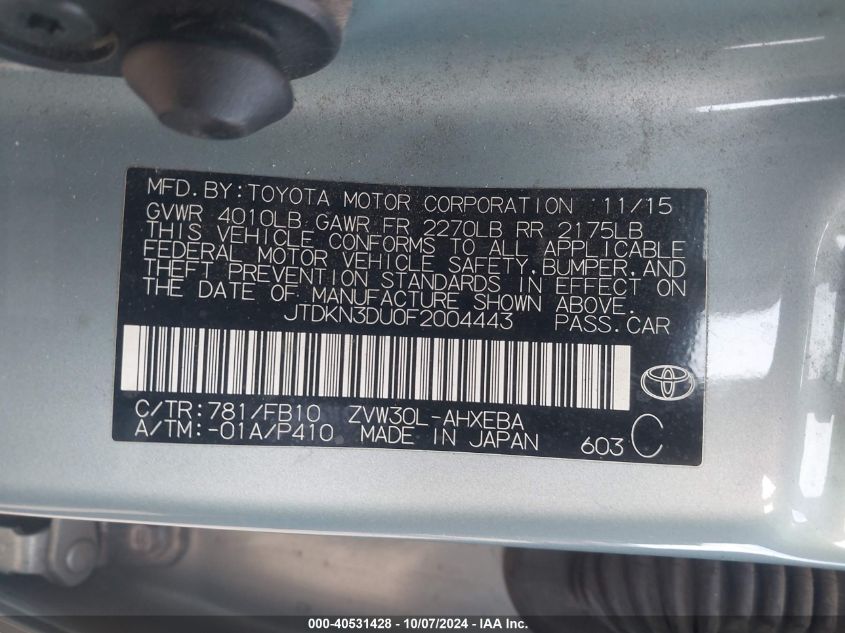 MFD. BY: TOYOTA MOTOR CORPORATION 11/15
GVWR 4010LB GAWR FR 2270LB RR 2175LB
THIS VEHICLE CONFORMS TO ALL APPLICABLE
FEDERAL MOTOR VEHICLE SAFETY, BUMPER, AND
THEFT PREVENTION STANDARDS IN EFFECT ON
THE DATE OF MANUFACTURE SHOWN ABOVE.
JTDKN3DU0F2004443 PASS. CAR
C/TR: 781/FB10 ZVW30L-AHXEBA
A/TM: -01A/P410 MADE IN JAPAN 603 C
000-40531428 - 10/07/2024 - IAA Inc.